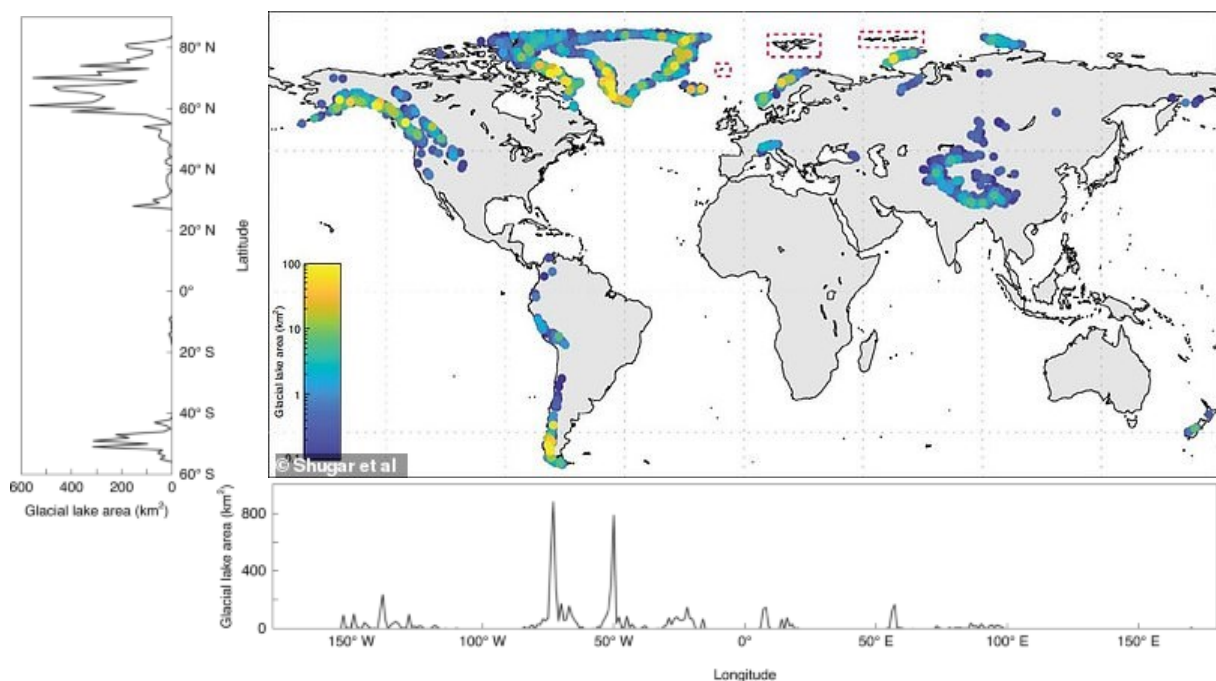 80° N
60° N
40° N
20° N
0°
20° S
40° S
60° S
Latitude
600 400 200 0
Glacial lake area (km²)
100
10
1
Glacial lake area (km²)
© Shugar et al
800
400
0
Glacial lake area (km²)
150° W 100° W 50° W 0° 50° E 100° E 150° E
Longitude